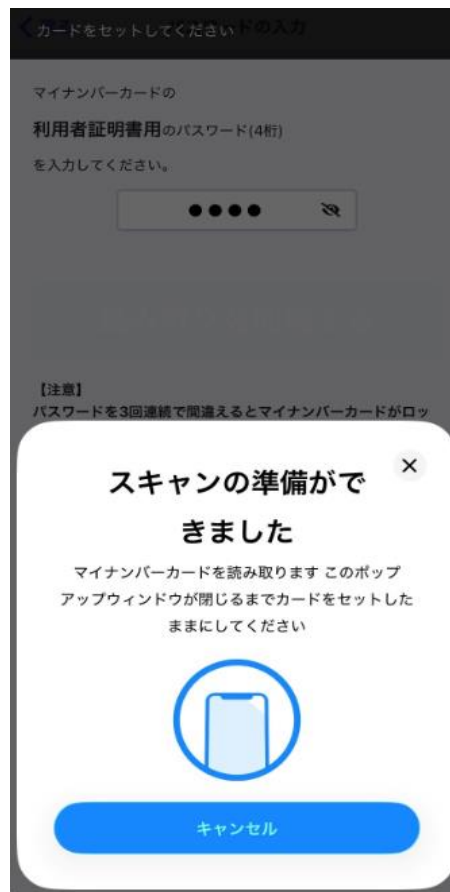 カードをセットしてください
マイナンバーカードの
利用者証明書用のパスワード(4桁)
を入力してください。
【注意】
パスワードを3回連続で間違えるとマイナンバーカードがロッ
スキャンの準備がで
きました
マイナンバーカードを読み取ります このポップ
アップウィンドウが閉じるまでカードをセットした
ままにしてください
キャンセル